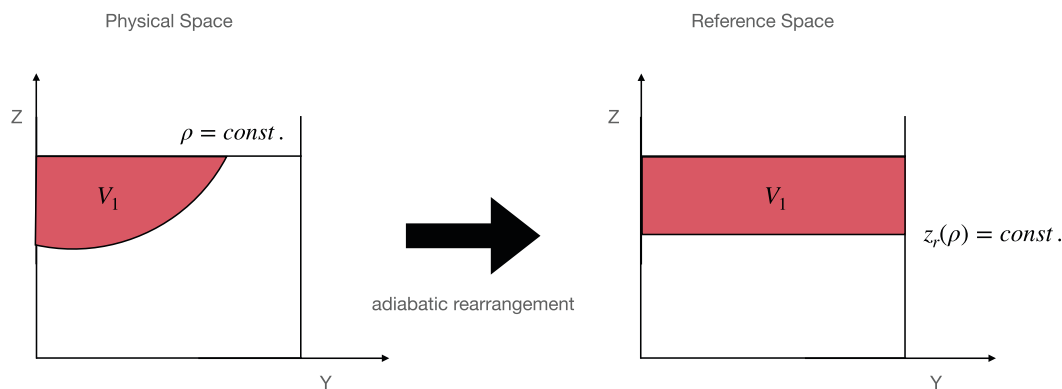 Physical Space
Reference Space
Z
ρ = const.
V₁
adiabatic rearrangement
Y
Z
V₁
zᵣ(ρ) = const.
Y